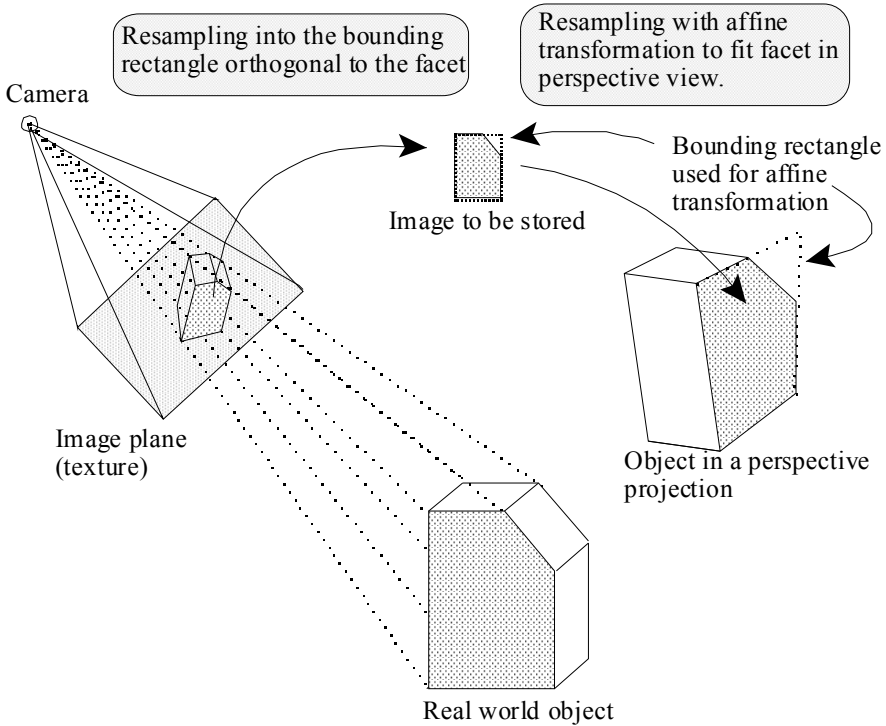 Resampling into the bounding
rectangle orthogonal to the facet
Resampling with affine
transformation to fit facet in
perspective view.
Camera
Bounding rectangle
used for affine
transformation
Image to be stored
Image plane
(texture)
Object in a perspective
projection
Real world object